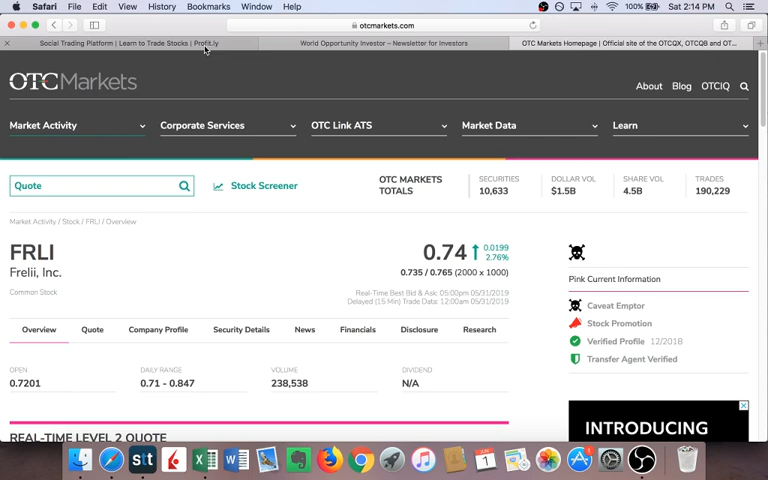 Safari File Edit View History Bookmarks Window Help 100% Sat 2:14 PM
otcmarkets.com
Social Trading Platform | Learn to Trade Stocks | Profit.ly World Opportunity Investor – Newsletter for Investors OTC Markets Homepage | Official site of the OTCQX, OTCQB and OT...
OTCMarkets
About Blog OTCIQ
Market Activity Corporate Services OTC Link ATS Market Data Learn
Quote Stock Screener
OTC MARKETS TOTALS
SECURITIES
10,633
DOLLAR VOL
$1.5B
SHARE VOL
4.5B
TRADES
190,229
Market Activity / Stock / FRLI / Overview
FRLI
Frelii, Inc.
Common Stock
0.74 0.0199
2.76%
0.735 / 0.765 (2000 x 1000)
Real-Time Best Bid & Ask: 05:00pm 05/31/2019
Delayed (15 Min) Trade Data: 12:00am 05/31/2019
Pink Current Information
Caveat Emptor
Stock Promotion
Verified Profile 12/2018
Transfer Agent Verified
Overview Quote Company Profile Security Details News Financials Disclosure Research
OPEN
0.7201
DAILY RANGE
0.71 - 0.847
VOLUME
238,538
DIVIDEND
N/A
REAL-TIME LEVEL 2 QUOTE
INTRODUCING